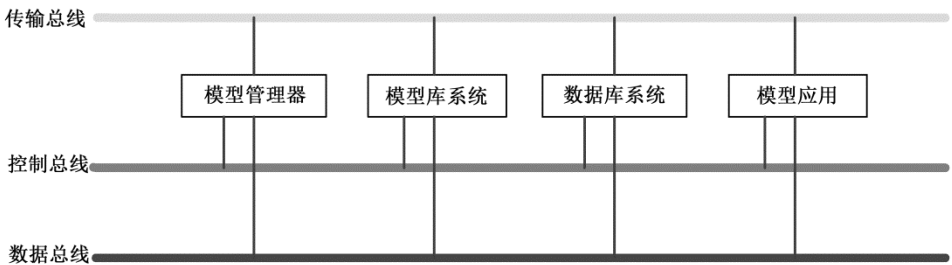 传输总线
模型管理器
模型库系统
数据库系统
模型应用
控制总线
数据总线